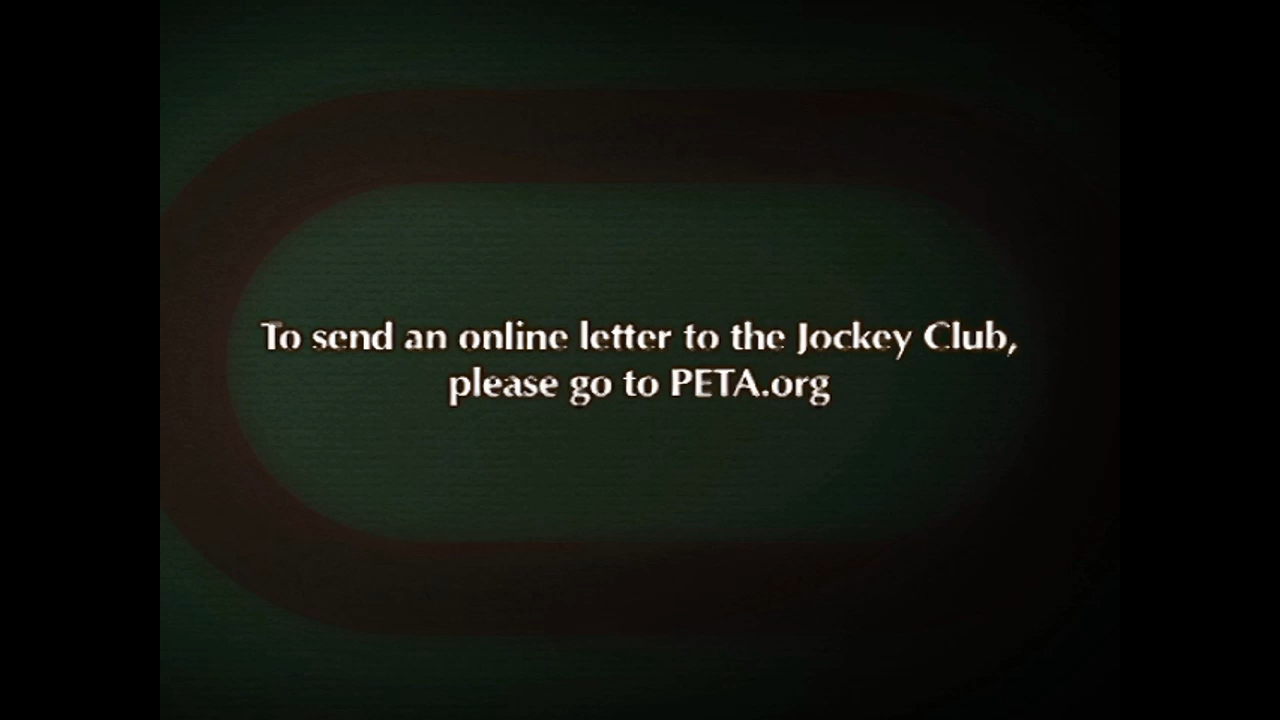 To send an online letter to the Jockey Club,
please go to PETA.org